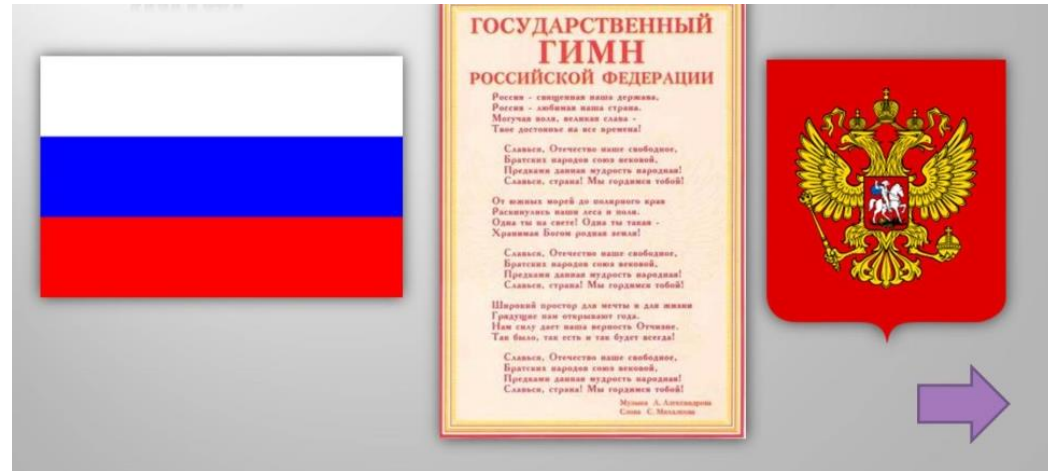 ГОСУДАРСТВЕННЫЙ
ГИМН
РОССИЙСКОЙ ФЕДЕРАЦИИ
Россия - священная наша держава,
Россия - любимая наша страна.
Могучая воля, великая слава -
Твое достоянье на все времена!
Славься, Отечество наше свободное,
Братских народов союз вековой,
Предками данная мудрость народная!
Славься, страна! Мы гордимся тобой!
От южных морей до полярного края
Раскинулись наши леса и поля.
Одна ты на свете! Одна ты такая -
Хранимая Богом родная земля!
Славься, Отечество наше свободное,
Братских народов союз вековой,
Предками данная мудрость народная!
Славься, страна! Мы гордимся тобой!
Широкий простор для мечты и для жизни
Грядущие нам открывают года.
Нам силу дает наша верность Отчизне.
Так было, так есть и так будет всегда!
Славься, Отечество наше свободное,
Братских народов союз вековой,
Предками данная мудрость народная!
Славься, страна! Мы гордимся тобой!
Музыка А. Александрова
Слова С. Михалкова